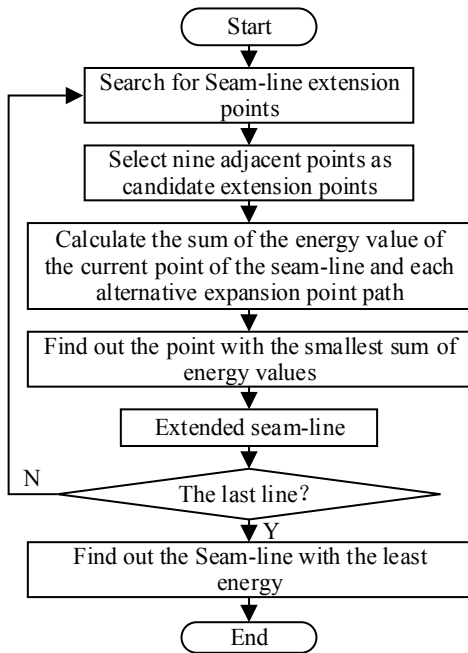 Start
Search for Seam-line extension
points
Select nine adjacent points as
candidate extension points
Calculate the sum of the energy value of
the current point of the seam-line and each
alternative expansion point path
Find out the point with the smallest sum of
energy values
Extended seam-line
N
The last line?
Y
Find out the Seam-line with the least
energy
End